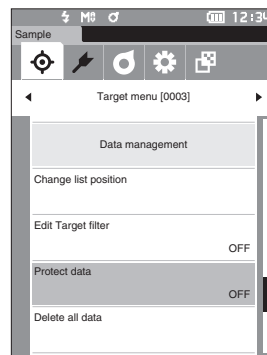 12:34
Sample
Target menu [0003]
Data management
Change list position
Edit Target filter
OFF
Protect data
OFF
Delete all data